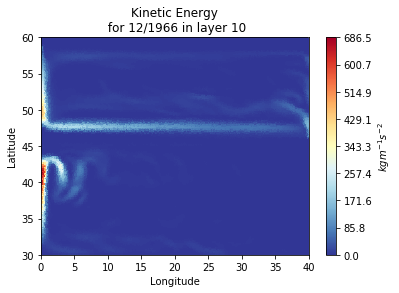 Kinetic Energy
for 12/1966 in layer 10
60
55
50
45
40
35
30
Latitude
0 5 10 15 20 25 30 35 40
Longitude
686.5
600.7
514.9
429.1
343.3
257.4
171.6
85.8
0.0
kgm⁻¹s⁻²